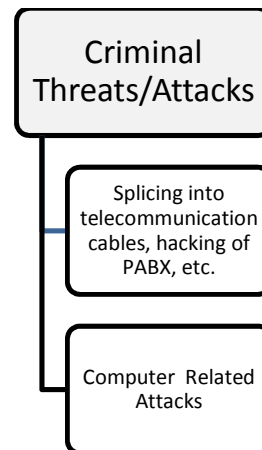 Criminal
Threats/Attacks
Splicing into
telecommunication
cables, hacking of
PABX, etc.
Computer Related
Attacks